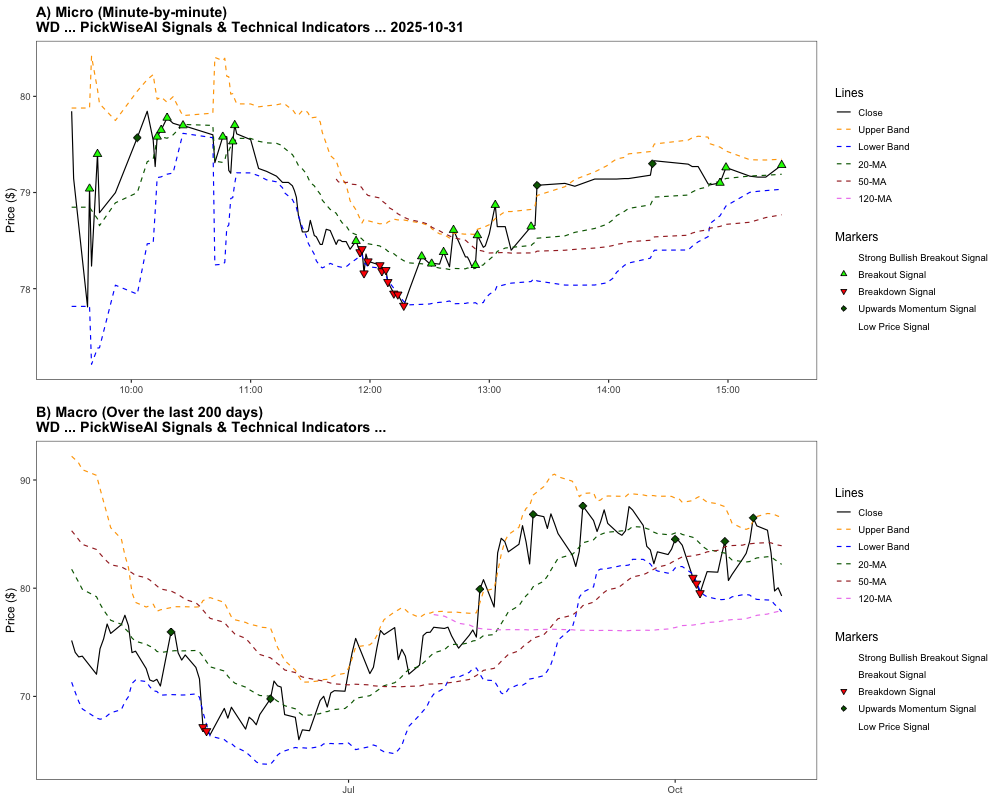 A) Micro (Minute-by-minute)
WD ... PickWiseAI Signals & Technical Indicators ... 2025-10-31
Price ($)
80
79
78
10:00
11:00
12:00
13:00
14:00
15:00
Lines
Close
Upper Band
Lower Band
20-MA
50-MA
120-MA
Markers
Strong Bullish Breakout Signal
Breakout Signal
Breakdown Signal
Upwards Momentum Signal
Low Price Signal
B) Macro (Over the last 200 days)
WD ... PickWiseAI Signals & Technical Indicators ...
Price ($)
90
80
70
Jul
Oct
Lines
Close
Upper Band
Lower Band
20-MA
50-MA
120-MA
Markers
Strong Bullish Breakout Signal
Breakout Signal
Breakdown Signal
Upwards Momentum Signal
Low Price Signal